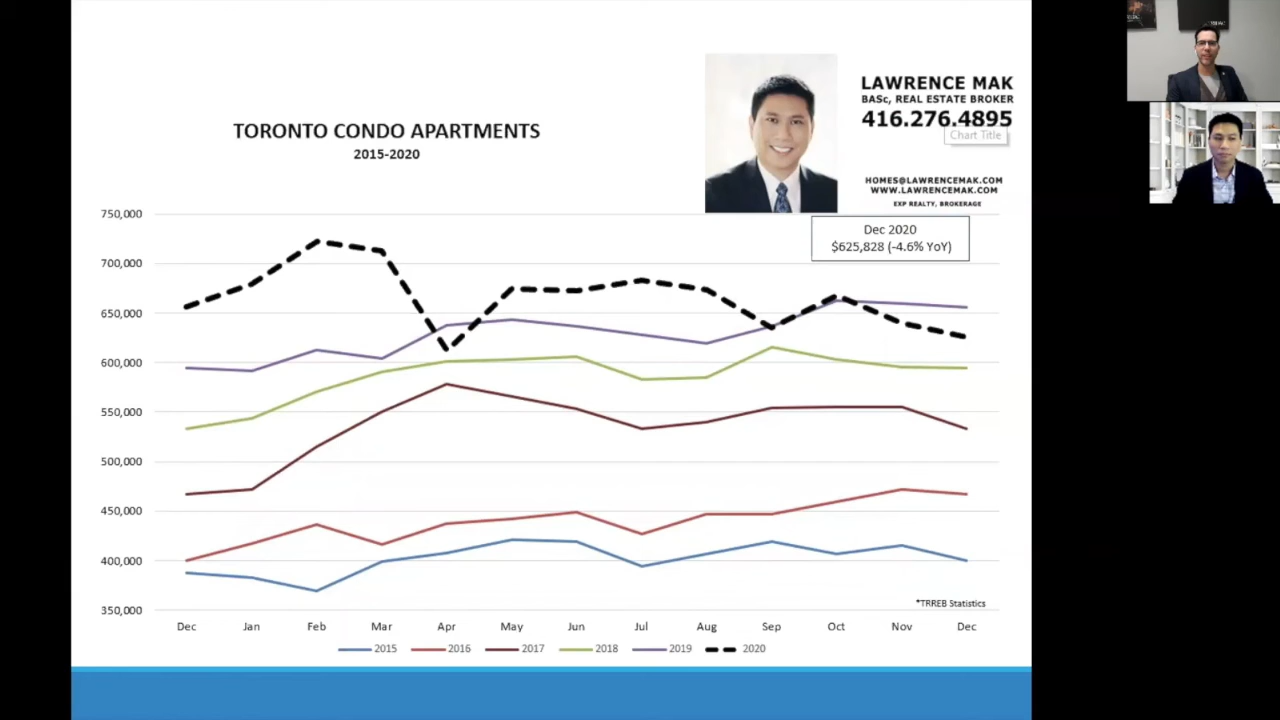 TORONTO CONDO APARTMENTS
2015-2020
LAWRENCE MAK
BASc, REAL ESTATE BROKER
416.276.4895
Chart Title
HOMES@LAWRENCEMAK.COM
WWW.LAWRENCEMAK.COM
EXP REALTY, BROKERAGE
Dec 2020
$625,828 (-4.6% YoY)
750,000
700,000
650,000
600,000
550,000
500,000
450,000
400,000
350,000
*TRREB Statistics
Dec Jan Feb Mar Apr May Jun Jul Aug Sep Oct Nov Dec
2015 2016 2017 2018 2019 2020